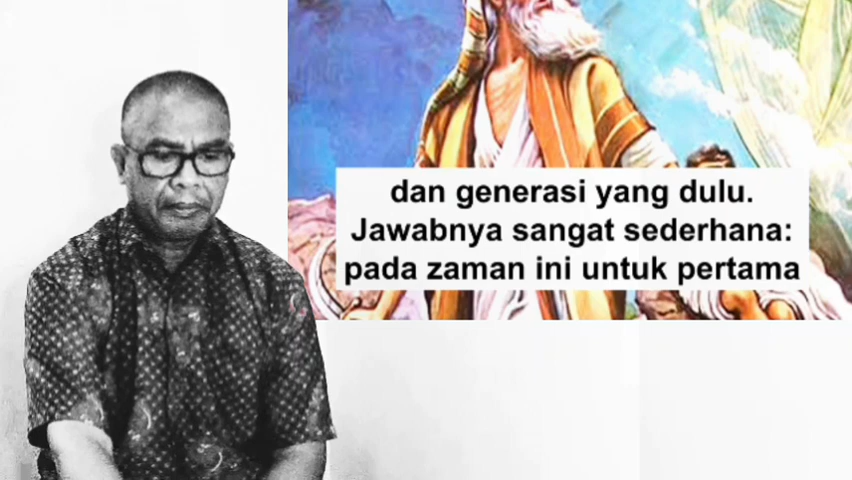 dan generasi yang dulu.
Jawabnya sangat sederhana:
pada zaman ini untuk pertama